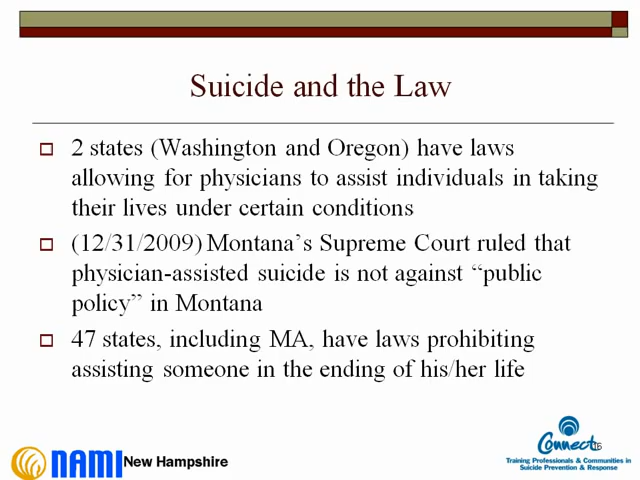 Suicide and the Law
2 states (Washington and Oregon) have laws
allowing for physicians to assist individuals in taking
their lives under certain conditions
(12/31/2009) Montana’s Supreme Court ruled that
physician-assisted suicide is not against “public
policy” in Montana
47 states, including MA, have laws prohibiting
assisting someone in the ending of his/her life
NAMI New Hampshire
Connect 16
Training Professionals & Communities in
Suicide Prevention & Response